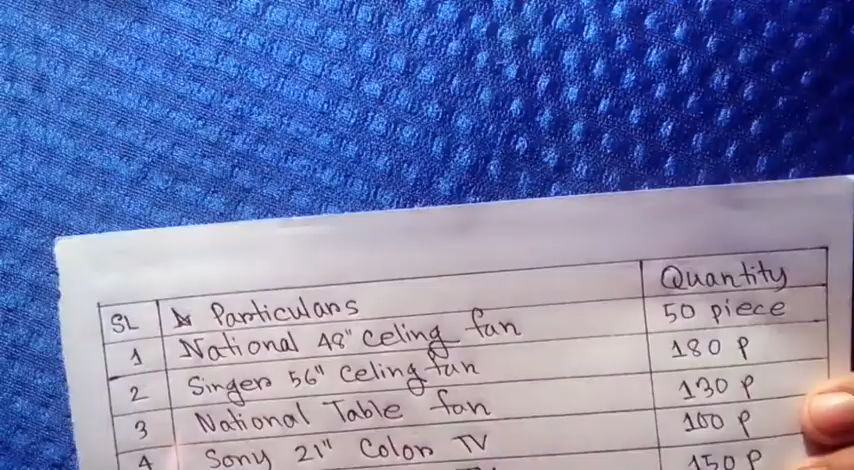 SL Particulars Quantity
1 National 48" Celing fan 50 piece
2 Singer 56" Celing fun 180 P
3 National Table fan 130 P
4 Sony 21" Color TV 100 P
150 P